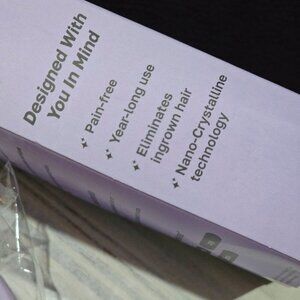 Designed With
You In Mind
Pain-free
Year-long use
Eliminates
ingrown hair
Nano-Crystalline
technology